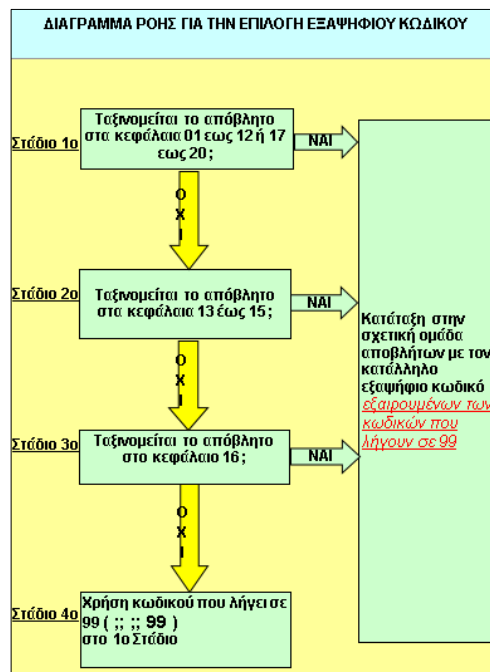 ΔΙΑΓΡΑΜΜΑ ΡΟΗΣ ΓΙΑ ΤΗΝ ΕΠΙΛΟΓΗ ΕΞΑΨΗΦΙΟΥ ΚΩΔΙΚΟΥ
Στάδιο 1ο
Ταξινομείται το απόβλητο
στα κεφάλαια 01 εως 12 ή 17
εως 20;
ΝΑΙ
Ο
Χ
Ι
Στάδιο 2ο
Ταξινομείται το απόβλητο
στα κεφάλαια 13 έως 15;
ΝΑΙ
Ο
Χ
Ι
Στάδιο 3ο
Ταξινομείται το απόβλητο
στο κεφάλαιο 16;
ΝΑΙ
Ο
Χ
Ι
Στάδιο 4ο
Χρήση κωδικού που λήγει σε
99 ( ;; ;; 99 )
στο 1ο Στάδιο
Κατάταξη στην
σχετική ομάδα
αποβλήτων με τον
κατάλληλο
εξαψήφιο κωδικό
εξαιρουμένων των
κωδικών που
λήγουν σε 99